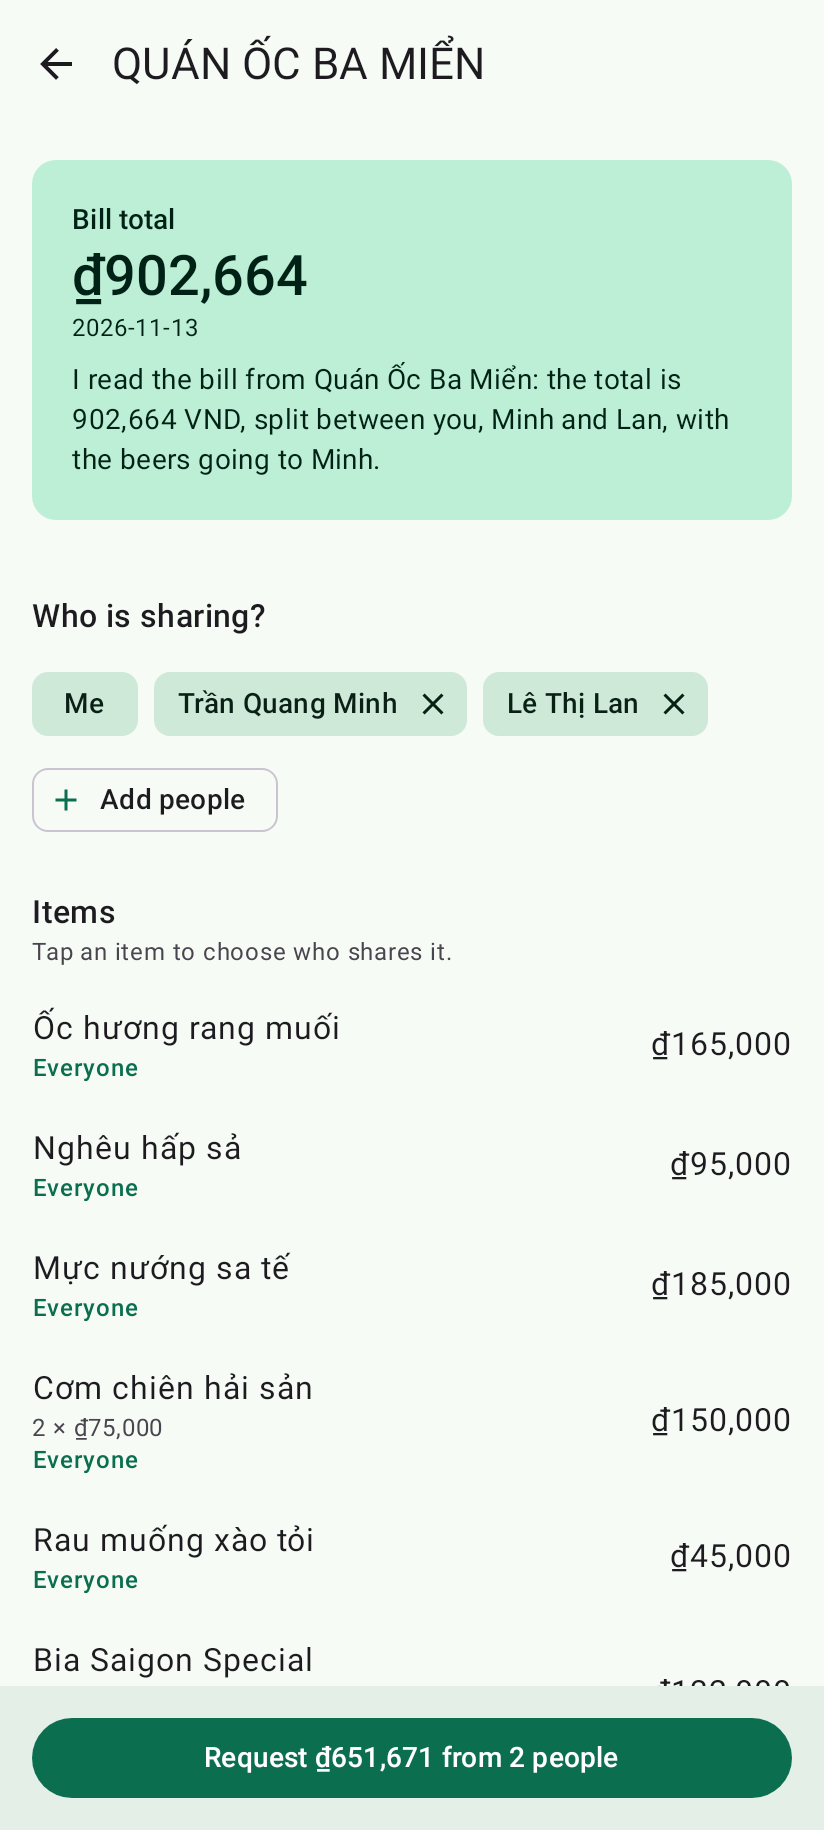 QUÁN ỐC BA MIỂN
Bill total
₫902,664
2026-11-13
I read the bill from Quán Ốc Ba Miển: the total is
902,664 VND, split between you, Minh and Lan, with
the beers going to Minh.
Who is sharing?
Me
Trần Quang Minh
Lê Thị Lan
Add people
Items
Tap an item to choose who shares it.
Ốc hương rang muối
₫165,000
Everyone
Nghêu hấp sả
₫95,000
Everyone
Mực nướng sa tế
₫185,000
Everyone
Cơm chiên hải sản
2 × ₫75,000
₫150,000
Everyone
Rau muống xào tỏi
₫45,000
Everyone
Bia Saigon Special
Request ₫651,671 from 2 people